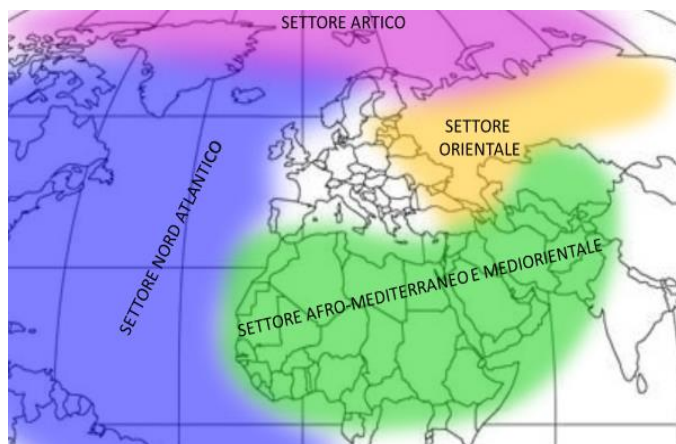 SETTORE ARTICO
SETTORE
ORIENTALE
SETTORE NORD ATLANTICO
SETTORE AFRO-MEDITERRANEO E MEDIORIENTALE